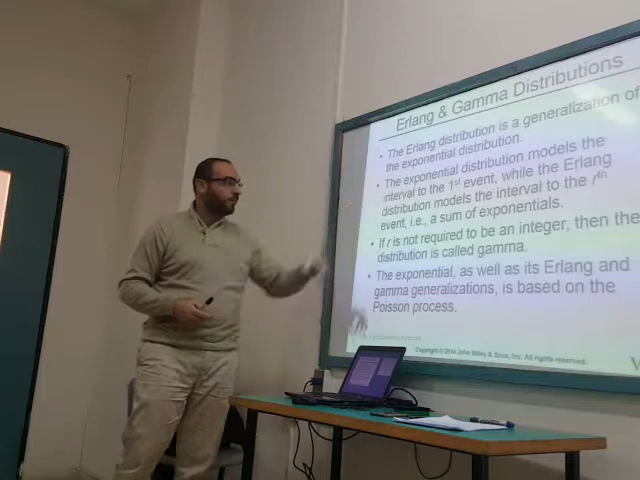 Erlang & Gamma Distributions
• The Erlang distribution is a generalization of
the exponential distribution.
• The exponential distribution models the
interval to the 1st event, while the Erlang
distribution models the interval to the rth
event, i.e., a sum of exponentials.
• If r is not required to be an integer, then the
distribution is called gamma.
• The exponential, as well as its Erlang and
gamma generalizations, is based on the
Poisson process.
Copyright © 2014 John Wiley & Sons, Inc. All rights reserved.